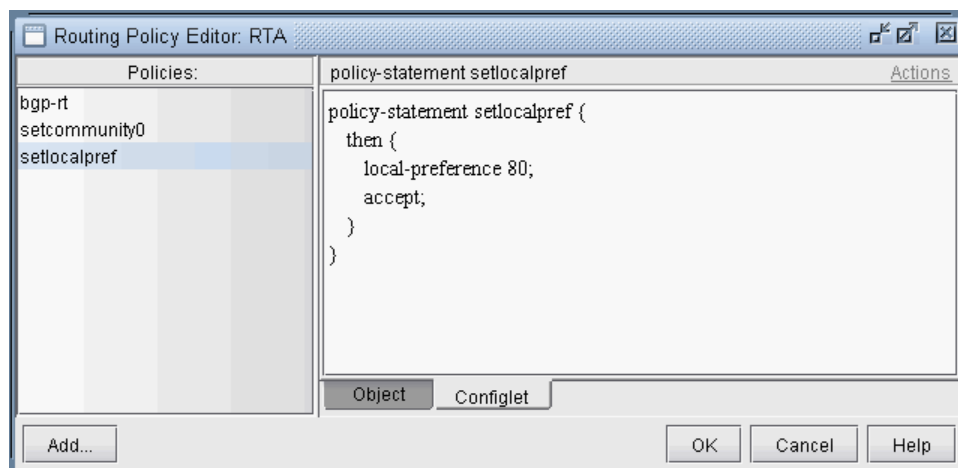 Routing Policy Editor: RTA
Policies:
bgp-rt
setcommunity0
setlocalpref
policy-statement setlocalpref
Actions
policy-statement setlocalpref {
then {
local-preference 80;
accept;
}
}
Object
Configlet
Add...
OK
Cancel
Help